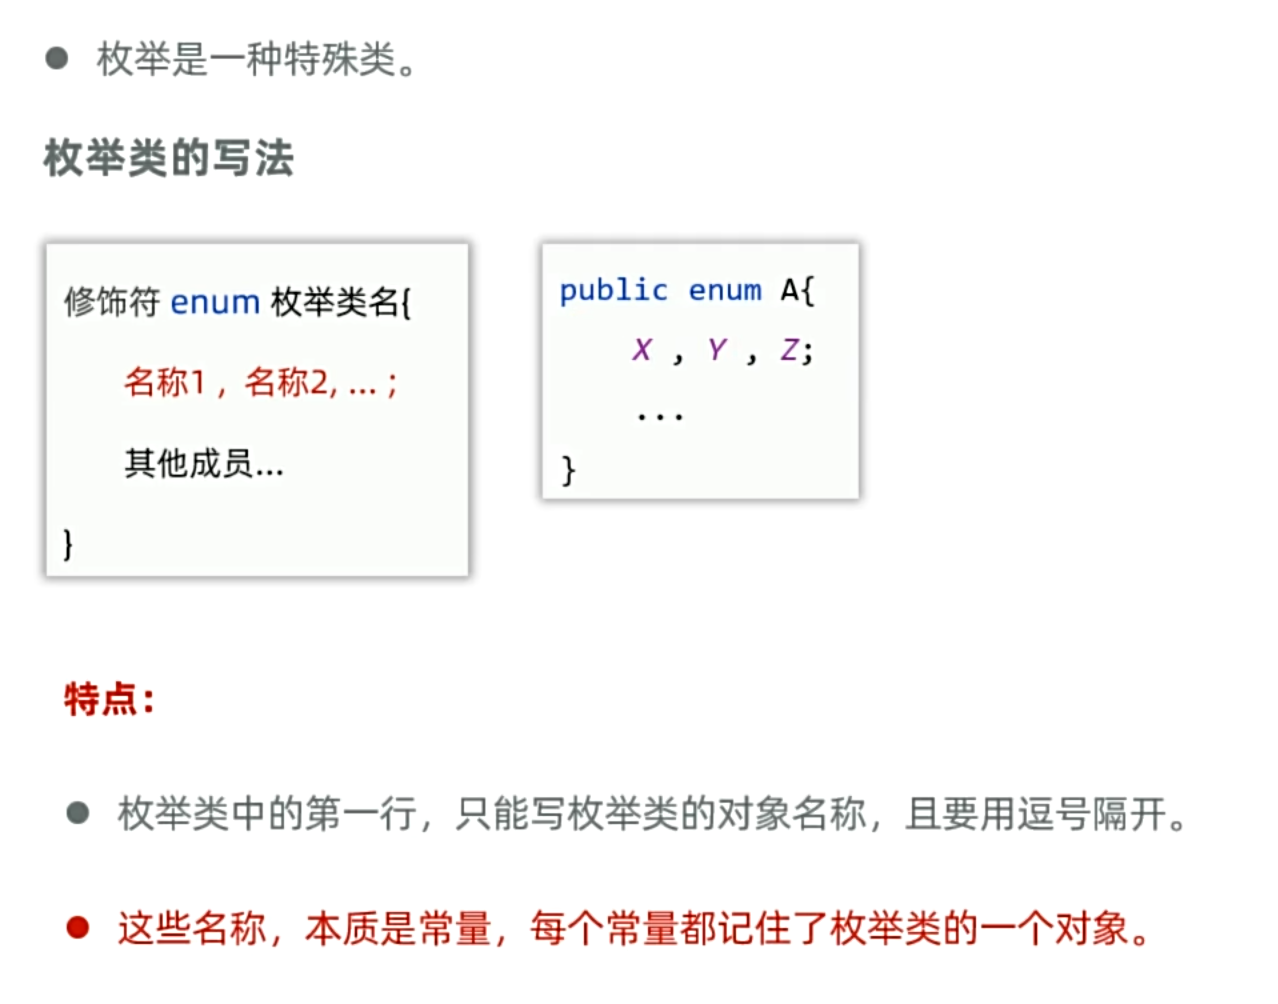 枚举是一种特殊类。
枚举类的写法
修饰符 enum 枚举类名{
名称1 ，名称2, ... ;
其他成员...
}
public enum A{
X , Y , Z;
...
}
特点：
枚举类中的第一行，只能写枚举类的对象名称，且要用逗号隔开。
这些名称，本质是常量，每个常量都记住了枚举类的一个对象。